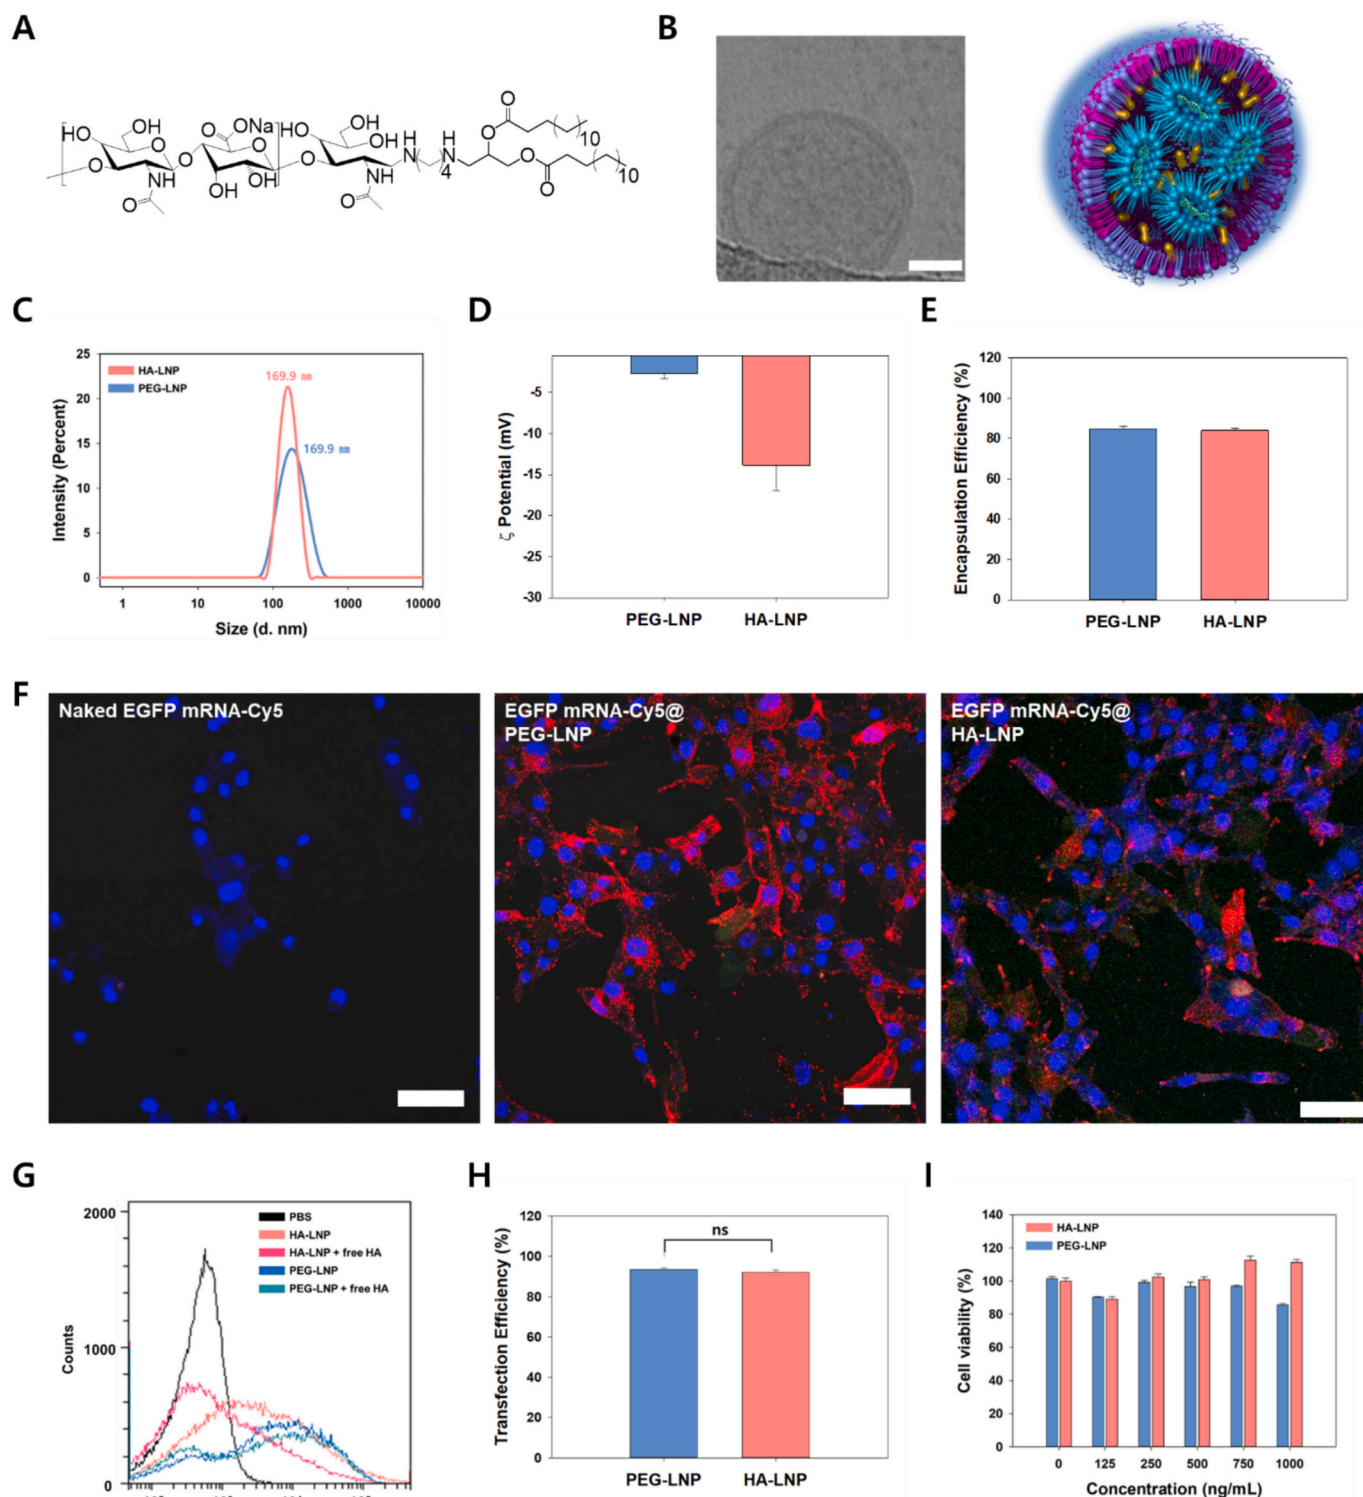 A
B
HO
OH
O
ONa
O
HO
OH
O
O
10
O
HO
O
O
HO
O
O
O
H
N
H
N
4
O
O
10
NH
OH
OH
NH
O
O
O
C
D
E
25
20
15
10
5
0
Intensity (Percent)
HA-LNP
PEG-LNP
169.9 nm
169.9 nm
1
10
100
1000
10000
Size (d. nm)
-5
-10
-15
-20
-25
-30
ζ Potential (mV)
PEG-LNP
HA-LNP
120
100
80
60
40
20
0
Encapsulation Efficiency (%)
PEG-LNP
HA-LNP
F
Naked EGFP mRNA-Cy5
EGFP mRNA-Cy5@
PEG-LNP
EGFP mRNA-Cy5@
HA-LNP
G
H
I
2000
1000
0
Counts
PBS
HA-LNP
HA-LNP + free HA
PEG-LNP
PEG-LNP + free HA
120
100
80
60
40
20
0
Transfection Efficiency (%)
ns
PEG-LNP
HA-LNP
140
120
100
80
60
40
20
0
Cell viability (%)
HA-LNP
PEG-LNP
0
125
250
500
750
1000
Concentration (ng/mL)